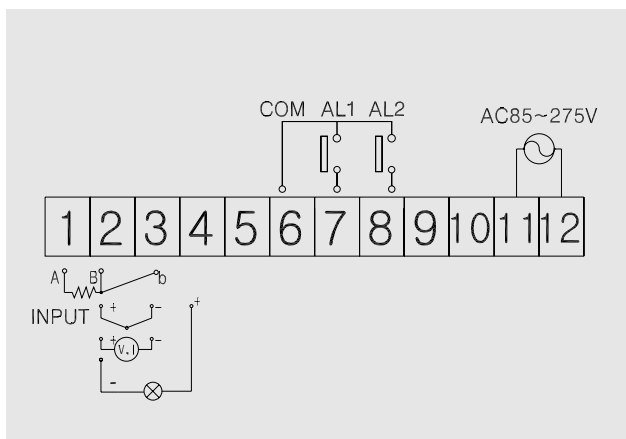 COM AL1 AL2
AC85~275V
1 2 3 4 5 6 7 8 9 10 11 12
A B b
+ - +
INPUT
+ V.I -
-